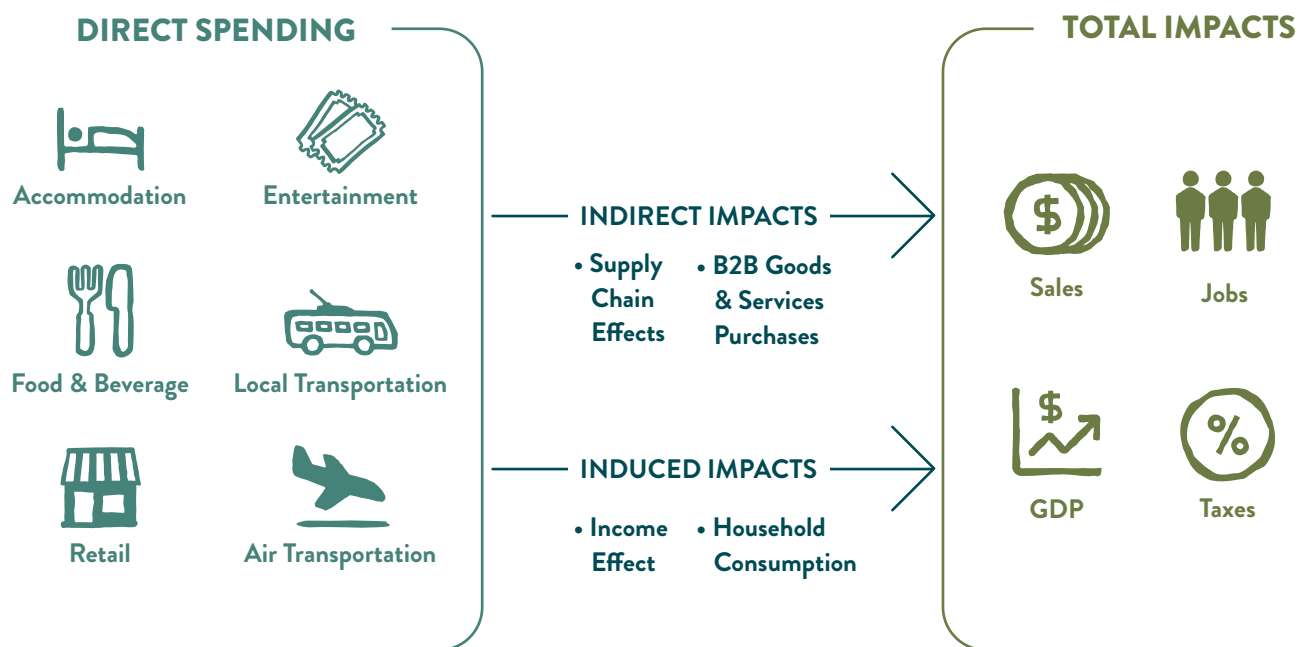 DIRECT SPENDING
Accommodation
Entertainment
Food & Beverage
Local Transportation
Retail
Air Transportation
INDIRECT IMPACTS
• Supply
Chain
Effects
• B2B Goods
& Services
Purchases
INDUCED IMPACTS
• Income
Effect
• Household
Consumption
TOTAL IMPACTS
$
Sales
Jobs
$
GDP
%
Taxes